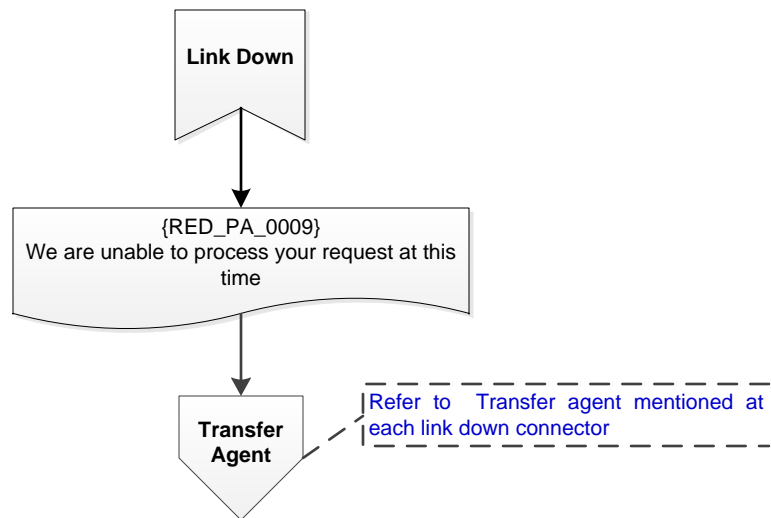 Link Down
{RED_PA_0009}
We are unable to process your request at this
time
Transfer
Agent
Refer to Transfer agent mentioned at
each link down connector